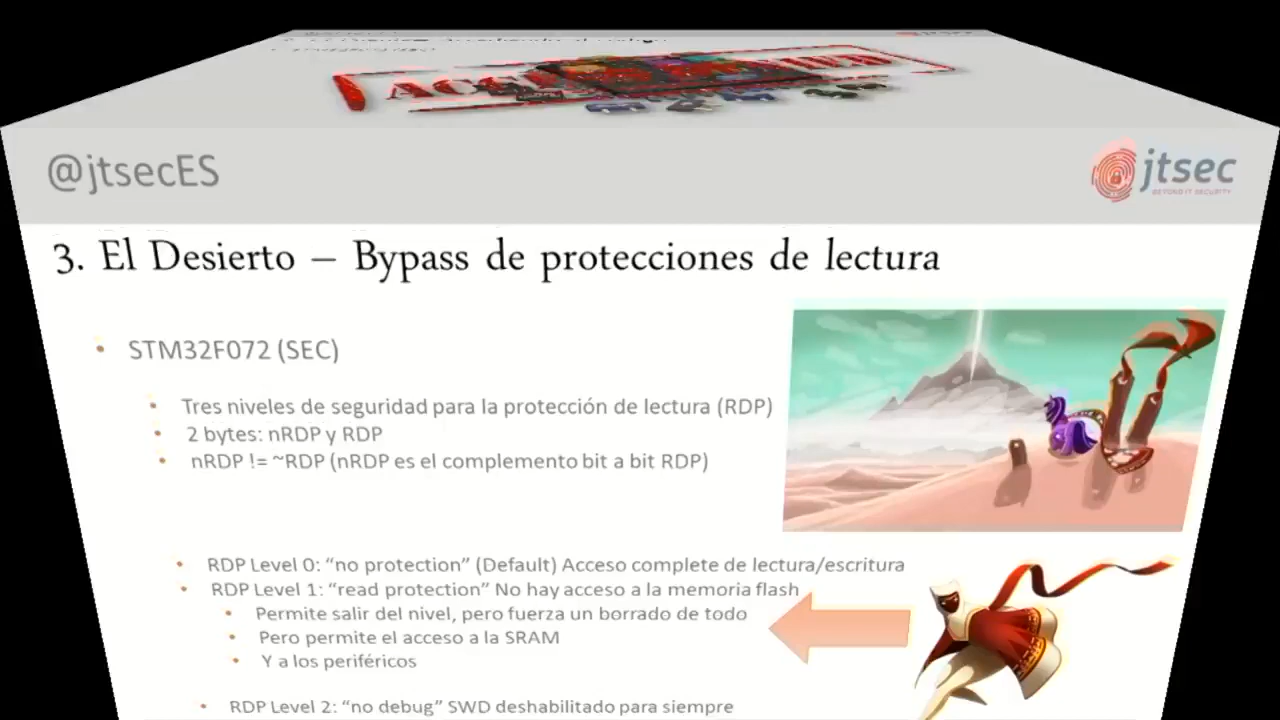 @jtsecES
jtsec
BEYOND IT SECURITY
3. El Desierto – Bypass de protecciones de lectura
• STM32F072 (SEC)
• Tres niveles de seguridad para la protección de lectura (RDP)
• 2 bytes: nRDP y RDP
• nRDP != ~RDP (nRDP es el complemento bit a bit RDP)
• RDP Level 0: “no protection” (Default) Acceso complete de lectura/escritura
• RDP Level 1: “read protection” No hay acceso a la memoria flash
• Permite salir del nivel, pero fuerza un borrado de todo
• Pero permite el acceso a la SRAM
• Y a los periféricos
• RDP Level 2: “no debug” SWD deshabilitado para siempre